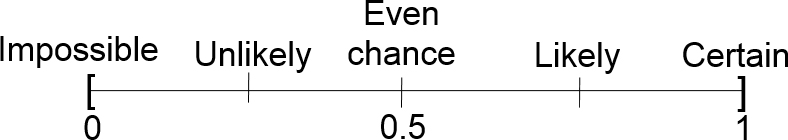 Even
Impossible Unlikely chance Likely Certain
[ ]
0 0.5 1